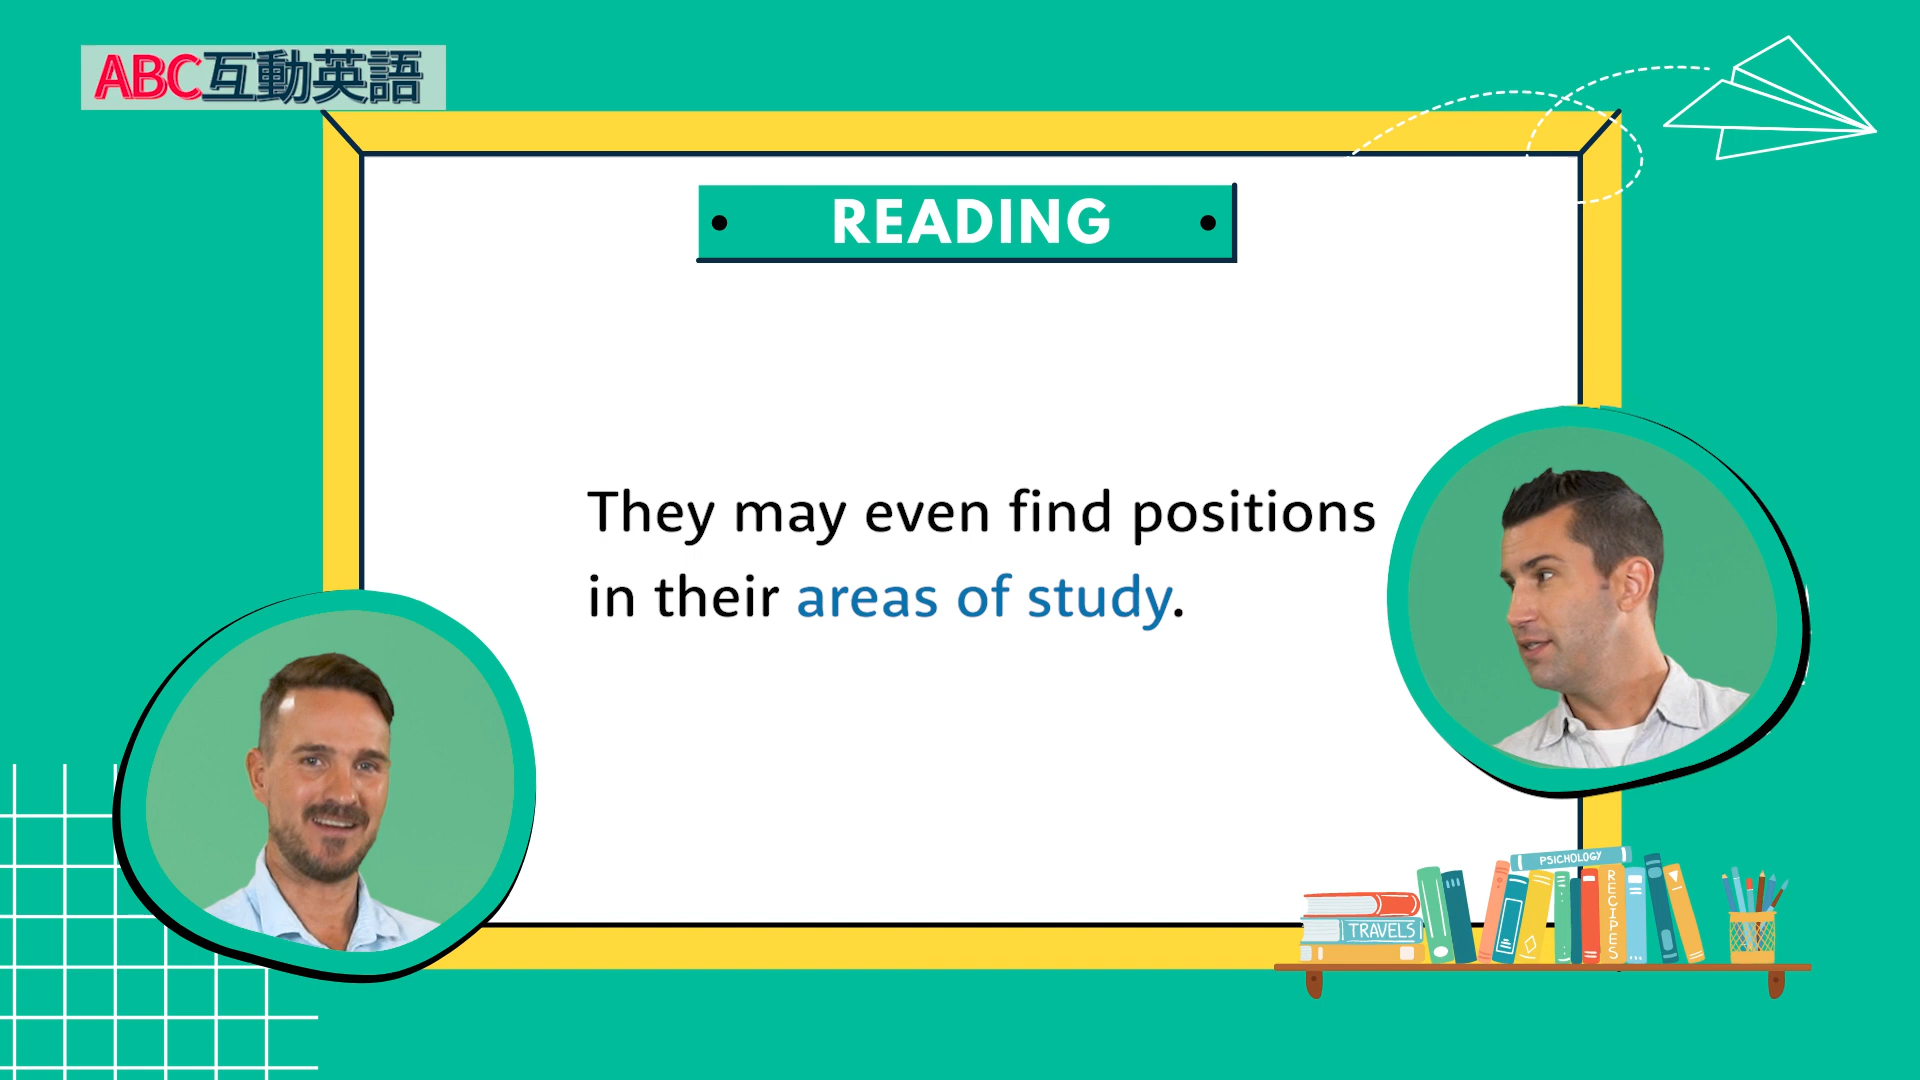 ABC互動英語
READING
They may even find positions
in their areas of study.
PSICHOLOGY
TRAVELS
RECIPES